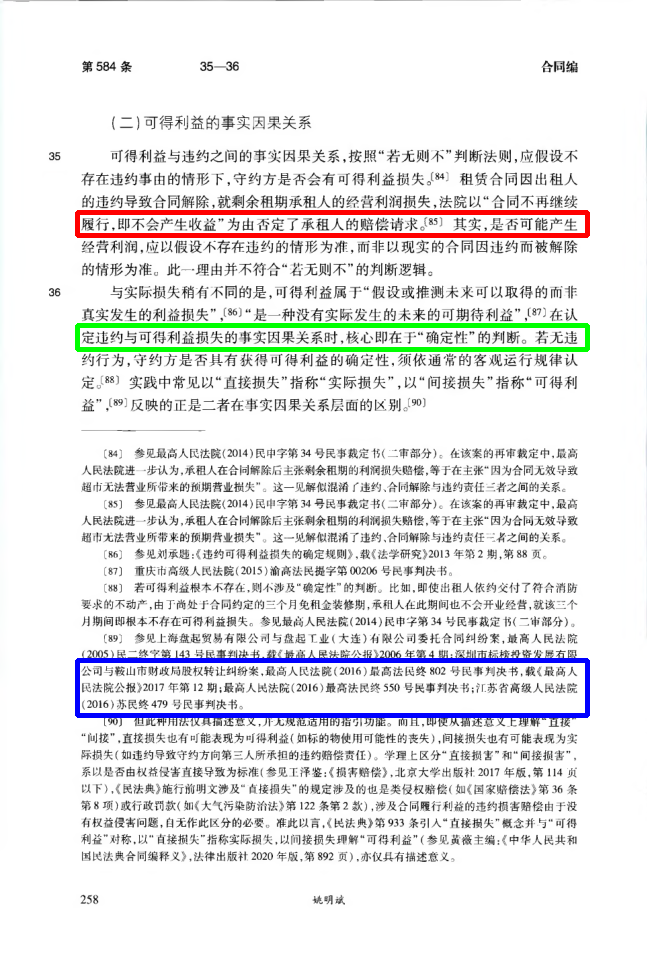 第 584 条 35—36 合同编
(二)可得利益的事实因果关系
35 可得利益与违约之间的事实因果关系,按照“若无则不”判断法则,应假设不
存在违约事由的情形下,守约方是否会有可得利益损失。〔84〕 租赁合同因出租人
的违约导致合同解除,就剩余租期承租人的经营利润损失,法院以“合同不再继续
履行,即不会产生收益”为由否定了承租人的赔偿请求。〔85〕 其实,是否可能产生
经营利润,应以假设不存在违约的情形为准,而非以现实的合同因违约而被解除
的情形为准。此一理由并不符合“若无则不”的判断逻辑。
36 与实际损失稍有不同的是,可得利益属于“假设或推测未来可以取得的而非
真实发生的利益损失”,〔86〕“是一种没有实际发生的未来的可期待利益”,〔87〕在认
定违约与可得利益损失的事实因果关系时,核心即在于“确定性”的判断。若无违
约行为,守约方是否具有获得可得利益的确定性,须依通常的客观运行规律认
定。〔88〕 实践中常见以“直接损失”指称“实际损失”,以“间接损失”指称“可得利
益”,〔89〕反映的正是二者在事实因果关系层面的区别。〔90〕
〔84〕 参见最高人民法院(2014)民申字第 34 号民事裁定书(二审部分)。在该案的再审裁定中,最高
人民法院进一步认为,承租人在合同解除后主张剩余租期的利润损失赔偿,等于在主张“因为合同无效导致
超市无法营业所带来的预期营业损失”。这一见解似混淆了违约、合同解除与违约责任三者之间的关系。
〔85〕 参见最高人民法院(2014)民申字第 34 号民事裁定书(二审部分)。在该案的再审裁定中,最高
人民法院进一步认为,承租人在合同解除后主张剩余租期的利润损失赔偿,等于在主张“因为合同无效导致
超市无法营业所带来的预期营业损失”。这一见解似混淆了违约、合同解除与违约责任三者之间的关系。
〔86〕 参见刘承韪:《违约可得利益损失的确定规则》,载《法学研究》2013 年第 2 期,第 88 页。
〔87〕 重庆市高级人民法院(2015)渝高法民提字第 00206 号民事判决书。
〔88〕 若可得利益根本不存在,则不涉及“确定性”的判断。比如,即使出租人依约交付了符合消防
要求的不动产,由于尚处于合同约定的三个月免租金装修期,承租人在此期间也不会开业经营,就该三个
月期间即根本不存在可得利益损失。参见最高人民法院(2014)民申字第 34 号民事裁定书(二审部分)。
〔89〕 参见上海盘起贸易有限公司与盘起工业(大连)有限公司委托合同纠纷案,最高人民法院
(2005)民二终字第 143 号民事判决书,载《最高人民法院公报》2006 年第 4 期;深圳市标榜投资发展有限
公司与鞍山市财政局股权转让纠纷案,最高人民法院(2016)最高法民终 802 号民事判决书,载《最高人
民法院公报》2017 年第 12 期;最高人民法院(2016)最高法民终 550 号民事判决书;江苏省高级人民法院
(2016)苏民终 479 号民事判决书。
〔90〕 但此种用法仅具描述意义,并无规范适用的指引功能。而且,即使从描述意义上理解“直接”
“间接”,直接损失也有可能表现为可得利益(如标的物使用可能性的丧失),间接损失也有可能表现为实
际损失(如违约导致守约方向第三人所承担的违约赔偿责任)。学理上区分“直接损害”和“间接损害”,
系以是否由权益侵害直接导致为标准(参见王泽鉴:《损害赔偿》,北京大学出版社 2017 年版,第 114 页
以下),《民法典》施行前明文涉及“直接损失”的规定涉及的也是类侵权赔偿(如《国家赔偿法》第 36 条
第 8 项)或行政罚款(如《大气污染防治法》第 122 条第 2 款),涉及合同履行利益的违约损害赔偿由于没
有权益侵害问题,自无作此区分的必要。准此以言,《民法典》第 933 条引入“直接损失”概念并与“可得
利益”对称,以“直接损失”指称实际损失,以间接损失理解“可得利益”(参见黄薇主编:《中华人民共和
国民法典合同编释义》,法律出版社 2020 年版,第 892 页),亦仅具有描述意义。
258 姚明斌